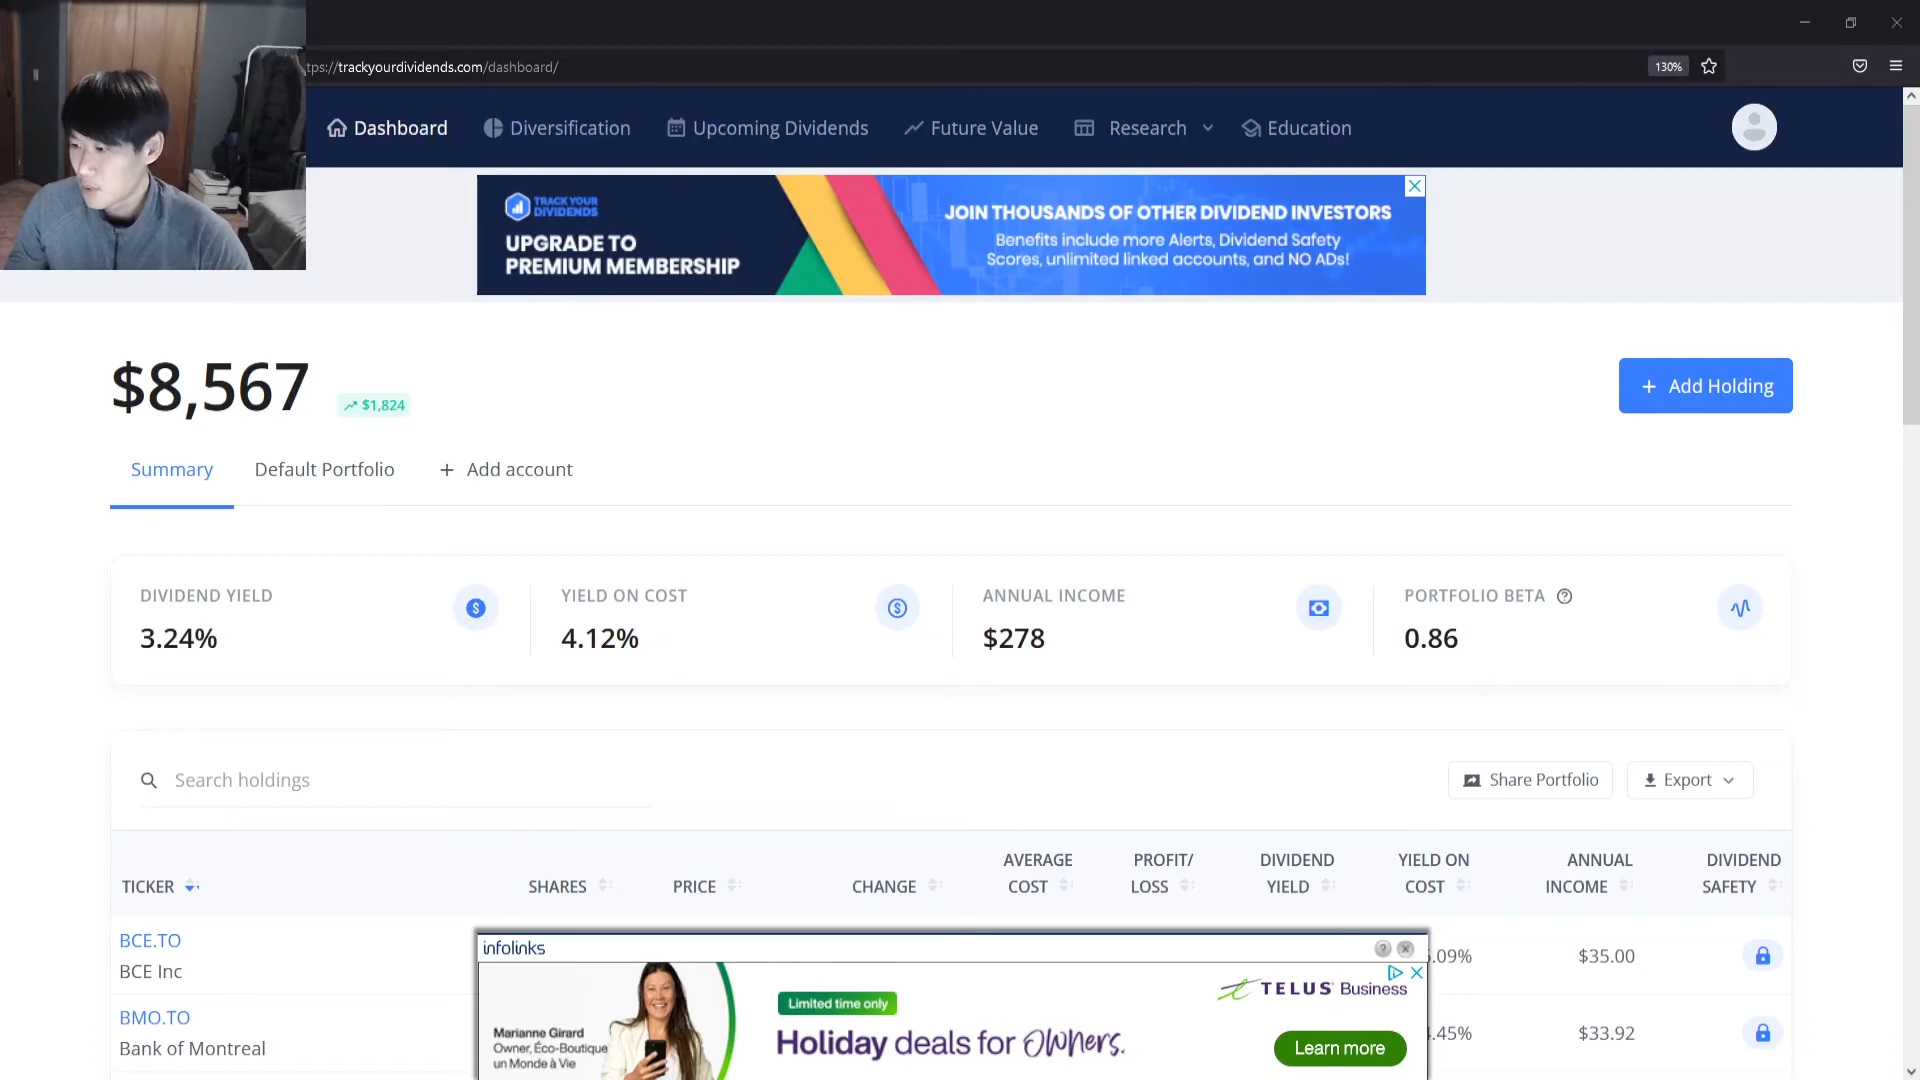 tps://trackyourdividends.com/dashboard/
130%
Dashboard
Diversification
Upcoming Dividends
Future Value
Research
Education
TRACK YOUR
DIVIDENDS
UPGRADE TO
PREMIUM MEMBERSHIP
JOIN THOUSANDS OF OTHER DIVIDEND INVESTORS
Benefits include more Alerts, Dividend Safety
Scores, unlimited linked accounts, and NO ADs!
$8,567
$1,824
+ Add Holding
Summary
Default Portfolio
+ Add account
DIVIDEND YIELD
3.24%
YIELD ON COST
4.12%
ANNUAL INCOME
$278
PORTFOLIO BETA ?
0.86
Search holdings
Share Portfolio
Export
TICKER
SHARES
PRICE
CHANGE
AVERAGE
COST
PROFIT/
LOSS
DIVIDEND
YIELD
YIELD ON
COST
ANNUAL
INCOME
DIVIDEND
SAFETY
BCE.TO
BCE Inc
.09%
$35.00
BMO.TO
Bank of Montreal
.45%
$33.92
infolinks
Marianne Girard
Owner, Éco-Boutique
un Monde à Vie
Limited time only
Holiday deals for Owners.
TELUS Business
Learn more